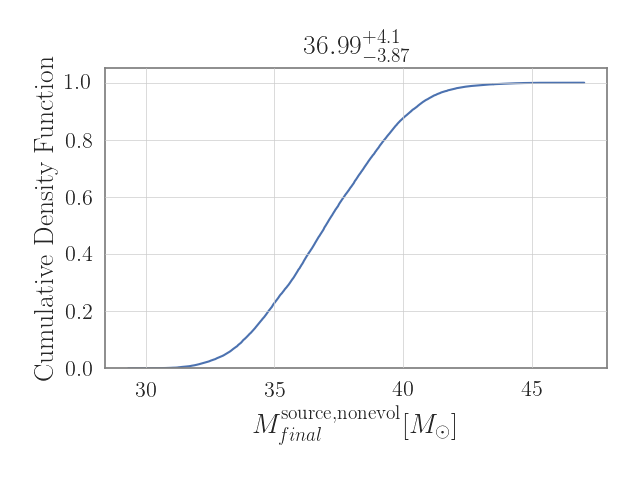 36.99^{+4.1}_{-3.87}
Cumulative Density Function
1.0
0.8
0.6
0.4
0.2
0.0
30 35 40 45
M_{final}^{source,nonevol}[M_⊙]